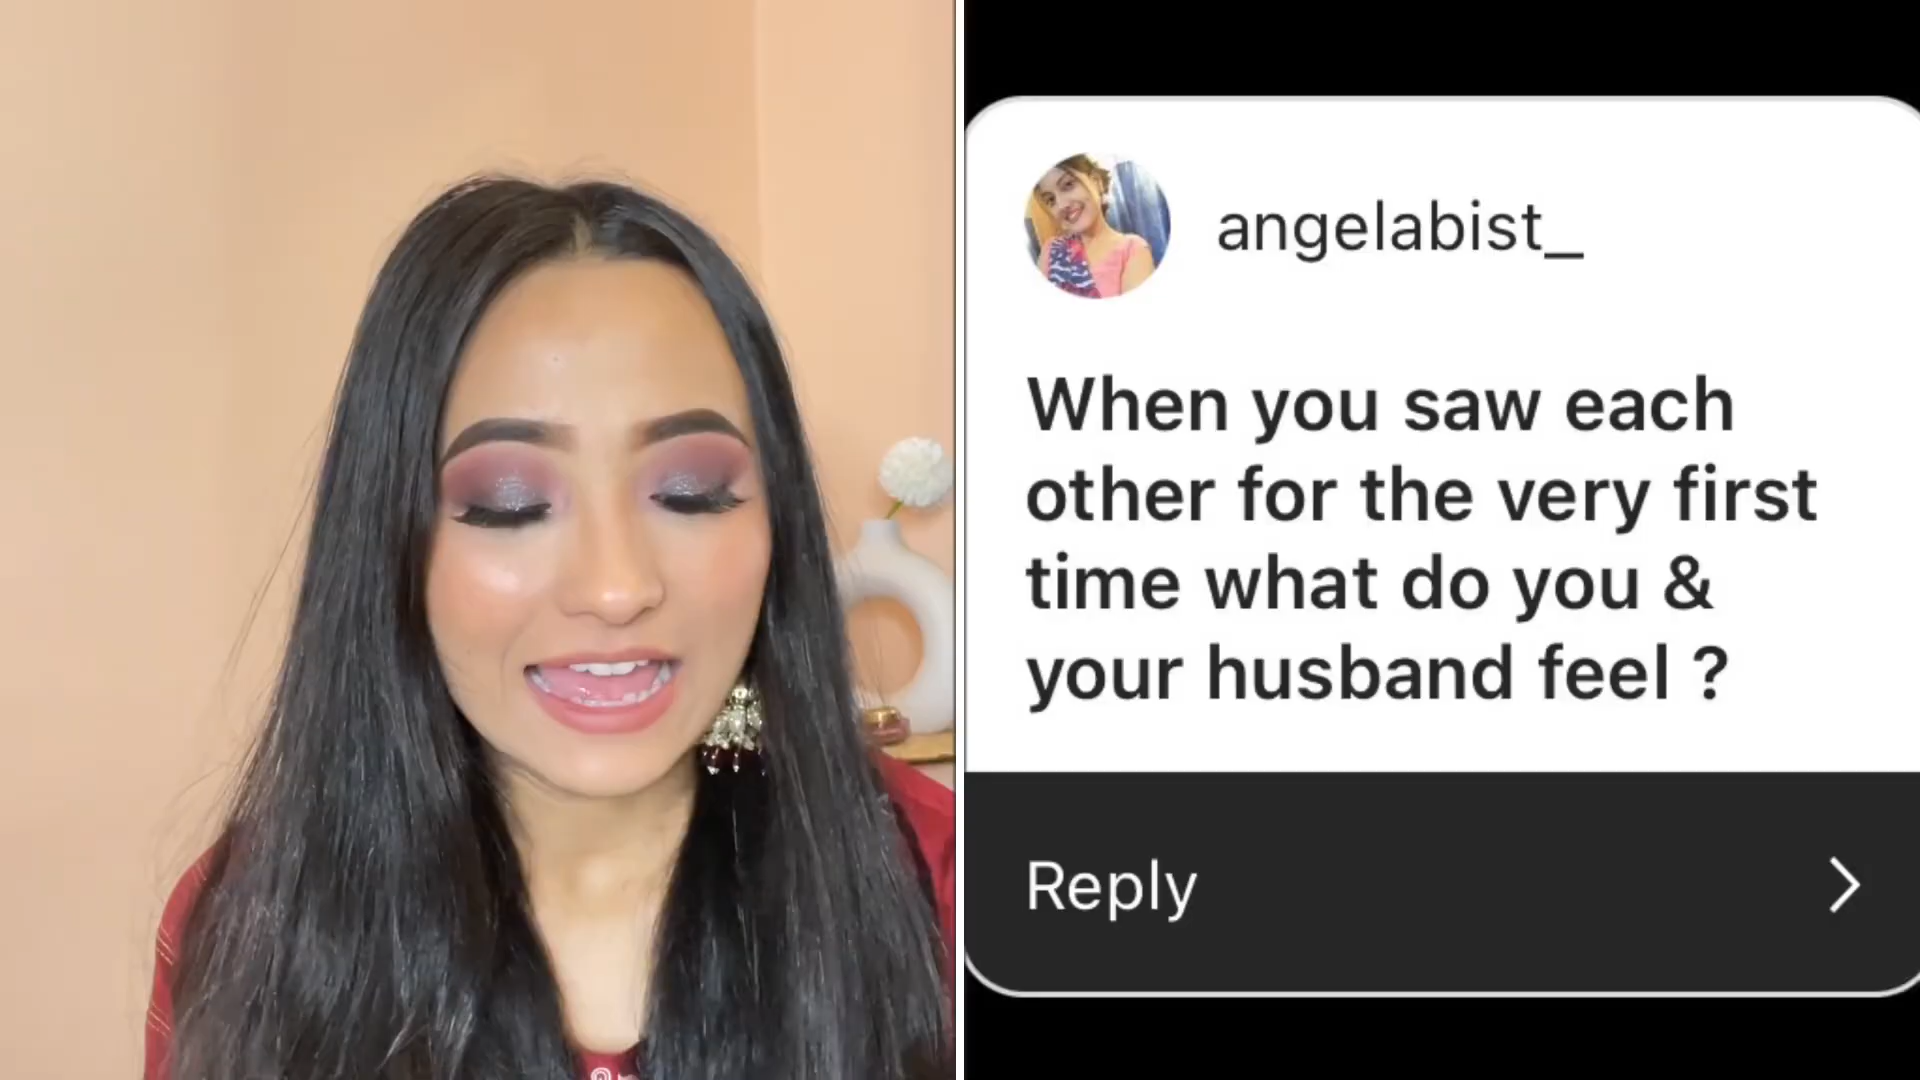 angelabist_
When you saw each
other for the very first
time what do you &
your husband feel ?
Reply